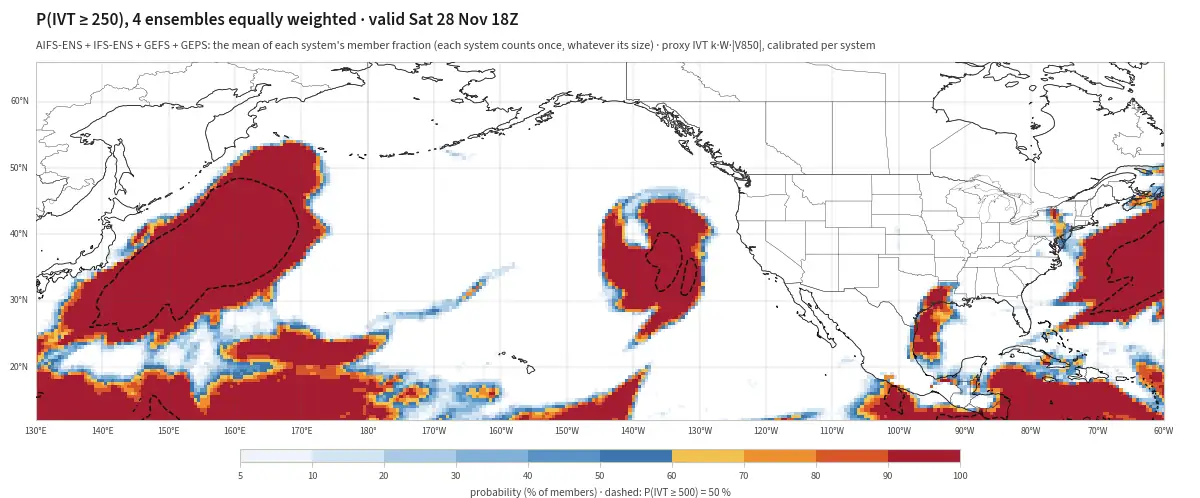 P(IVT ≥ 250), 4 ensembles equally weighted · valid Sat 28 Nov 18Z
AIFS-ENS + IFS-ENS + GEFS + GEPS: the mean of each system's member fraction (each system counts once, whatever its size) · proxy IVT k·W·|V850|, calibrated per system
60°N
50°N
40°N
30°N
20°N
130°E 140°E 150°E 160°E 170°E 180° 170°W 160°W 150°W 140°W 130°W 120°W 110°W 100°W 90°W 80°W 70°W 60°W
5 10 20 30 40 50 60 70 80 90 100
probability (% of members) · dashed: P(IVT ≥ 500) = 50 %